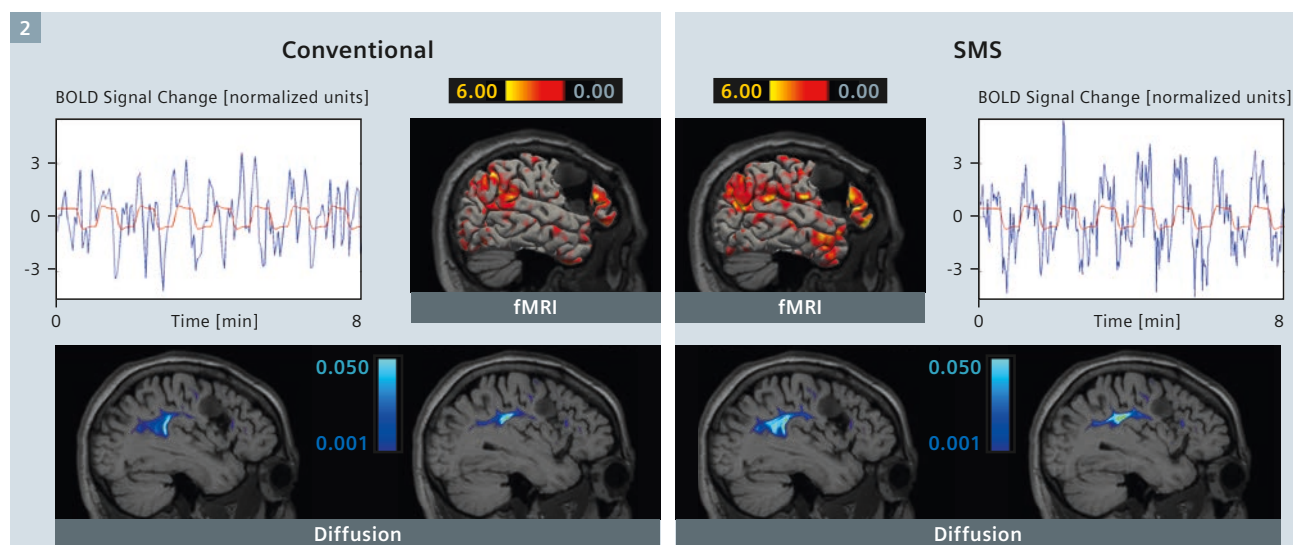 2
Conventional
BOLD Signal Change [normalized units]
6.00 0.00
3
0
-3
0 Time [min] 8
fMRI
0.050
0.001
Diffusion
SMS
6.00 0.00
BOLD Signal Change [normalized units]
3
0
-3
0 Time [min] 8
fMRI
0.050
0.001
Diffusion